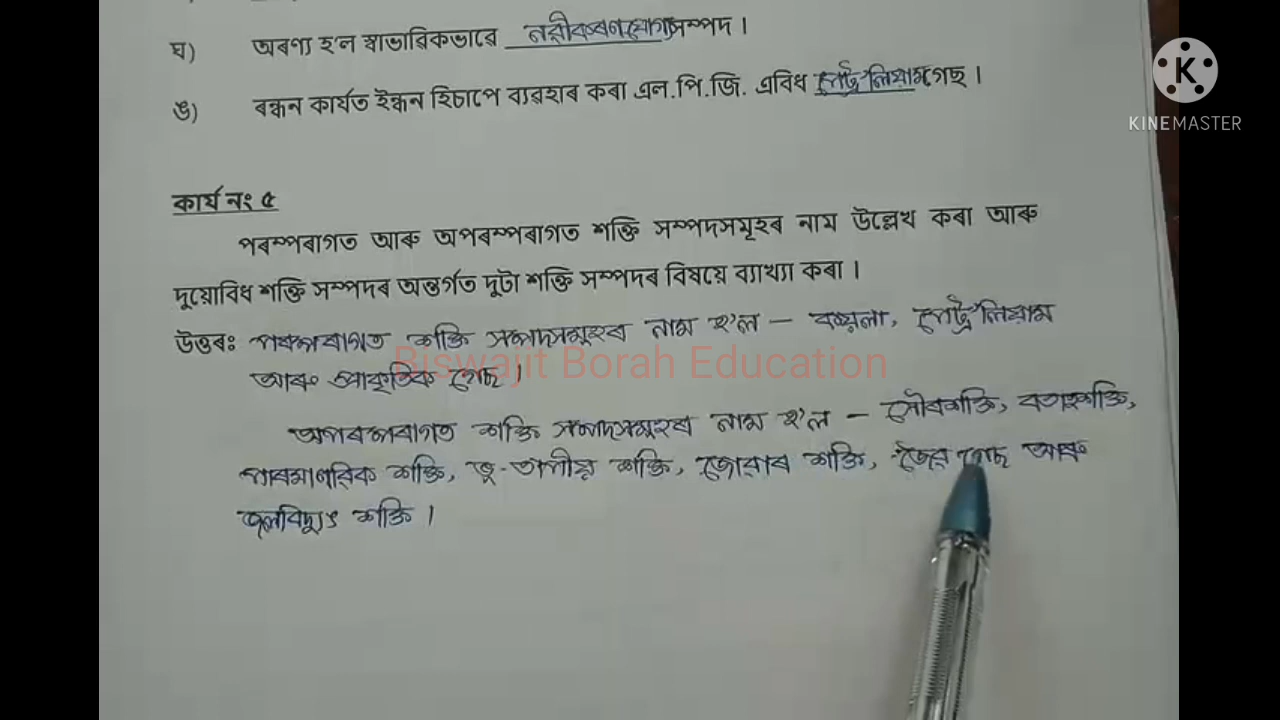 ঘ) অৰণ্য হ'ল স্বাভাৱিকভাৱে নৱীকৰণযোগ্য সম্পদ ।
ঙ) ৰন্ধন কাৰ্যত ইন্ধন হিচাপে ব্যৱহাৰ কৰা এল.পি.জি. এবিধ পেট্ৰ'লিয়াম গেছ ।
KINEMASTER
কাৰ্য নং ৫
পৰম্পৰাগত আৰু অপৰম্পৰাগত শক্তি সম্পদসমূহৰ নাম উল্লেখ কৰা আৰু
দুয়োবিধ শক্তি সম্পদৰ অন্তৰ্গত দুটা শক্তি সম্পদৰ বিষয়ে ব্যাখ্যা কৰা ।
উত্তৰঃ পৰম্পৰাগত শক্তি সম্পদসমূহৰ নাম হ'ল – কয়লা, পেট্ৰ'লিয়াম
Biswajit Borah Education
আৰু প্ৰাকৃতিক গেছ ।
অপৰম্পৰাগত শক্তি সম্পদসমূহৰ নাম হ'ল – সৌৰশক্তি, বতাহশক্তি,
পাৰমাণৱিক শক্তি, ভূ-তাপীয় শক্তি, জোৱাৰ শক্তি, জৈৱ গেছ আৰু
জলবিদ্যুৎ শক্তি ।